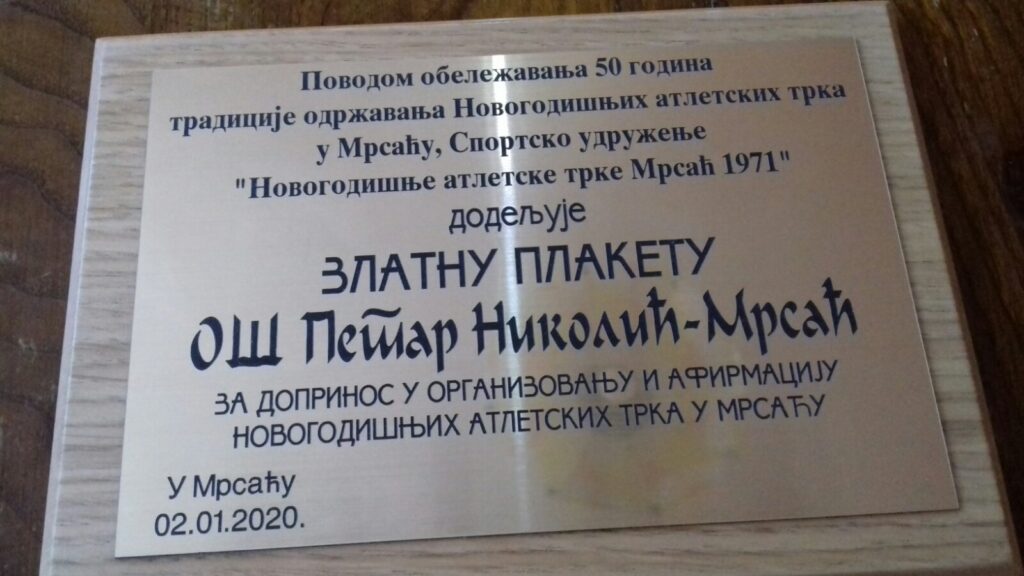 Поводом обележавања 50 година
традиције одржавања Новогодишњих атлетских трка
у Мрсаћу, Спортско удружење
"Новогодишње атлетске трке Мрсаћ 1971"
додељује
ЗЛАТНУ ПЛАКЕТУ
ОШ Петар Николић-Мрсаћ
ЗА ДОПРИНОС У ОРГАНИЗОВАЊУ И АФИРМАЦИЈУ
НОВОГОДИШЊИХ АТЛЕТСКИХ ТРКА У МРСАЋУ
У Мрсаћу
02.01.2020.